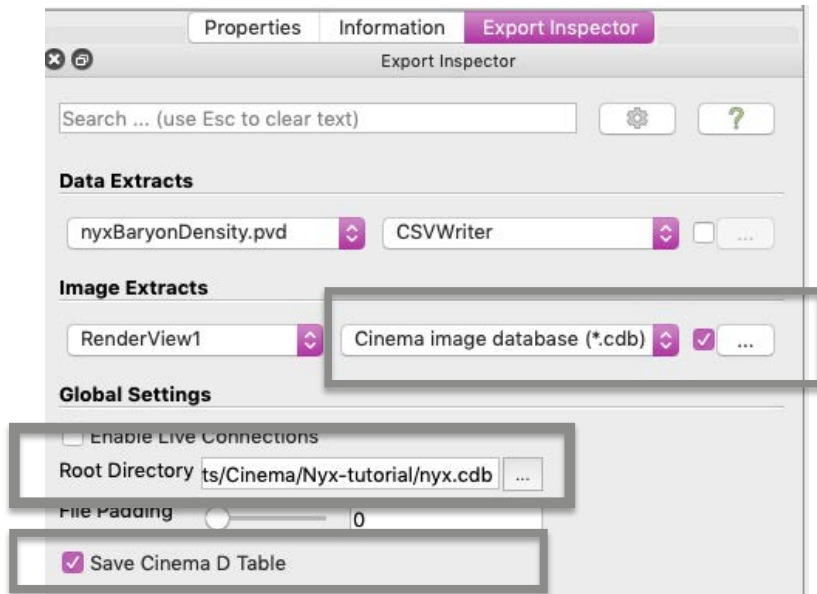 Properties Information Export Inspector
Export Inspector
Search ... (use Esc to clear text) ?
Data Extracts
nyxBaryonDensity.pvd CSVWriter ...
Image Extracts
RenderView1 Cinema image database (*.cdb) ...
Global Settings
Enable Live Connections
Root Directory ts/Cinema/Nyx-tutorial/nyx.cdb ...
File Padding 0
Save Cinema D Table